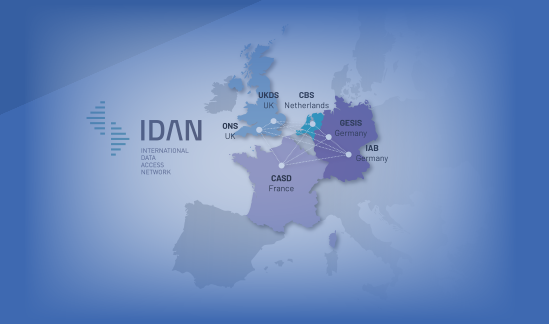 IDAN
INTERNATIONAL
DATA
ACCESS
NETWORK
UKDS
UK
CBS
Netherlands
ONS
UK
GESIS
Germany
IAB
Germany
CASD
France